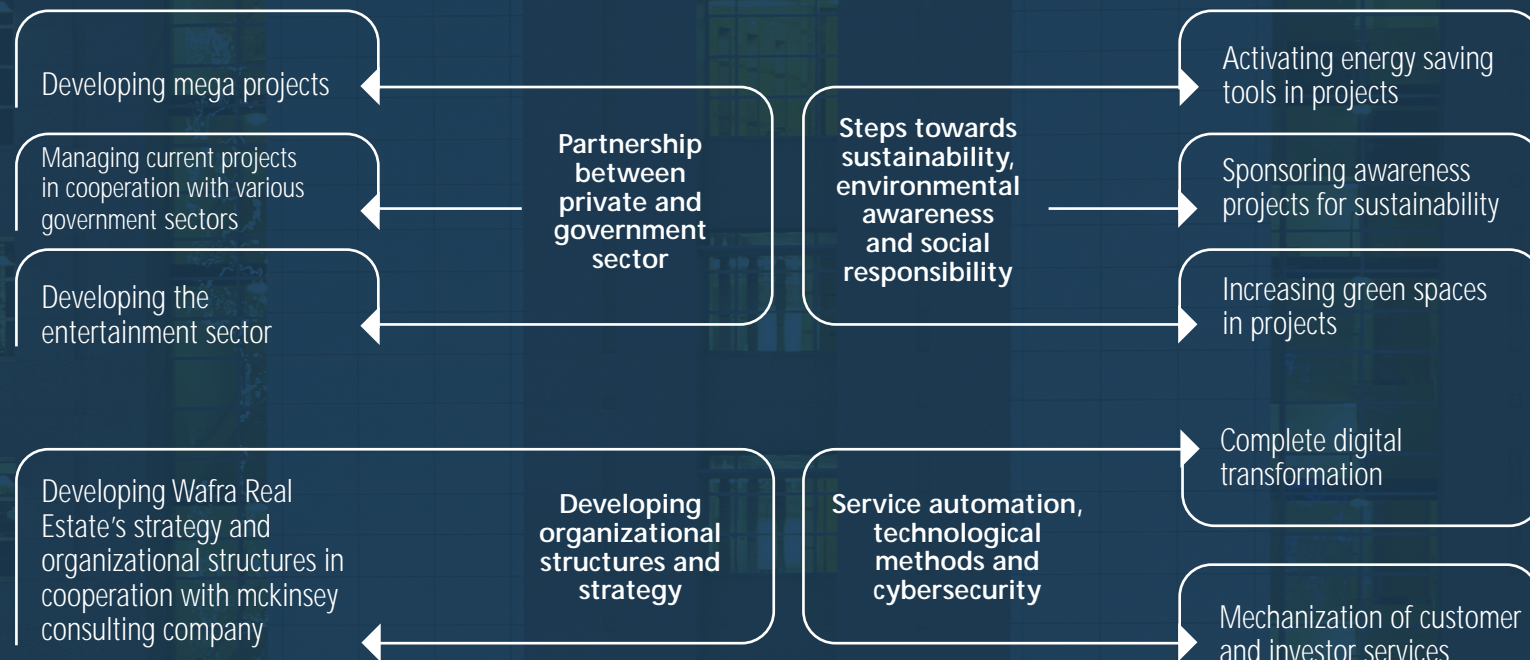 Developing mega projects
Managing current projects
in cooperation with various
government sectors
Developing the
entertainment sector
Partnership
between
private and
government
sector
Steps towards
sustainability,
environmental
awareness
and social
responsibility
Activating energy saving
tools in projects
Sponsoring awareness
projects for sustainability
Increasing green spaces
in projects
Developing Wafra Real
Estate's strategy and
organizational structures in
cooperation with mckinsey
consulting company
Developing
organizational
structures and
strategy
Service automation,
technological
methods and
cybersecurity
Complete digital
transformation
Mechanization of customer
and investor services